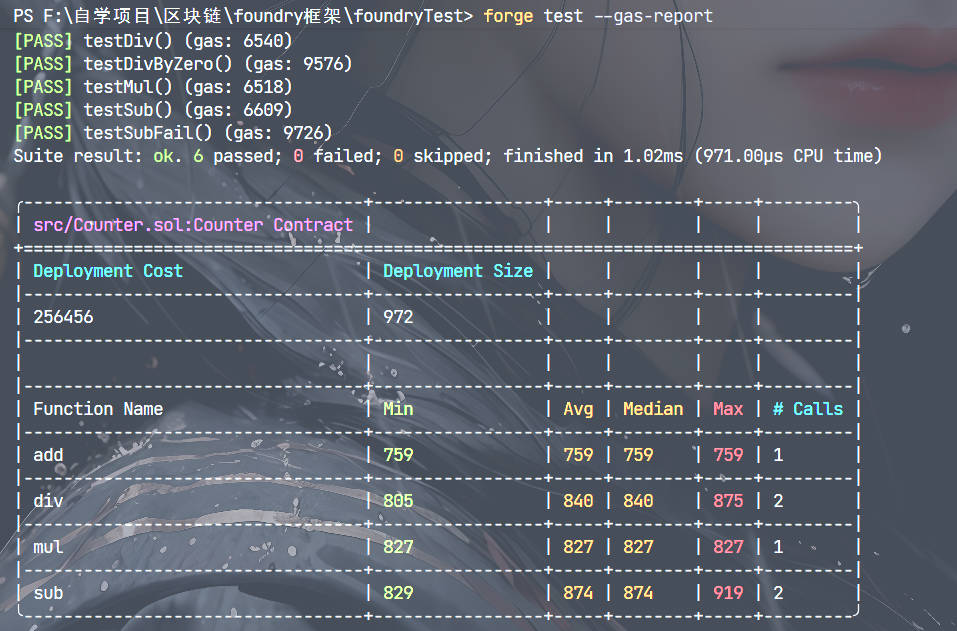 PS F:\自学项目\区块链\foundry框架\foundryTest> forge test --gas-report
[PASS] testDiv() (gas: 6540)
[PASS] testDivByZero() (gas: 9576)
[PASS] testMul() (gas: 6518)
[PASS] testSub() (gas: 6609)
[PASS] testSubFail() (gas: 9726)
Suite result: ok. 6 passed; 0 failed; 0 skipped; finished in 1.02ms (971.00µs CPU time)
src/Counter.sol:Counter Contract
Deployment Cost | Deployment Size
256456 | 972
Function Name | Min | Avg | Median | Max | # Calls
add | 759 | 759 | 759 | 759 | 1
div | 805 | 840 | 840 | 875 | 2
mul | 827 | 827 | 827 | 827 | 1
sub | 829 | 874 | 874 | 919 | 2